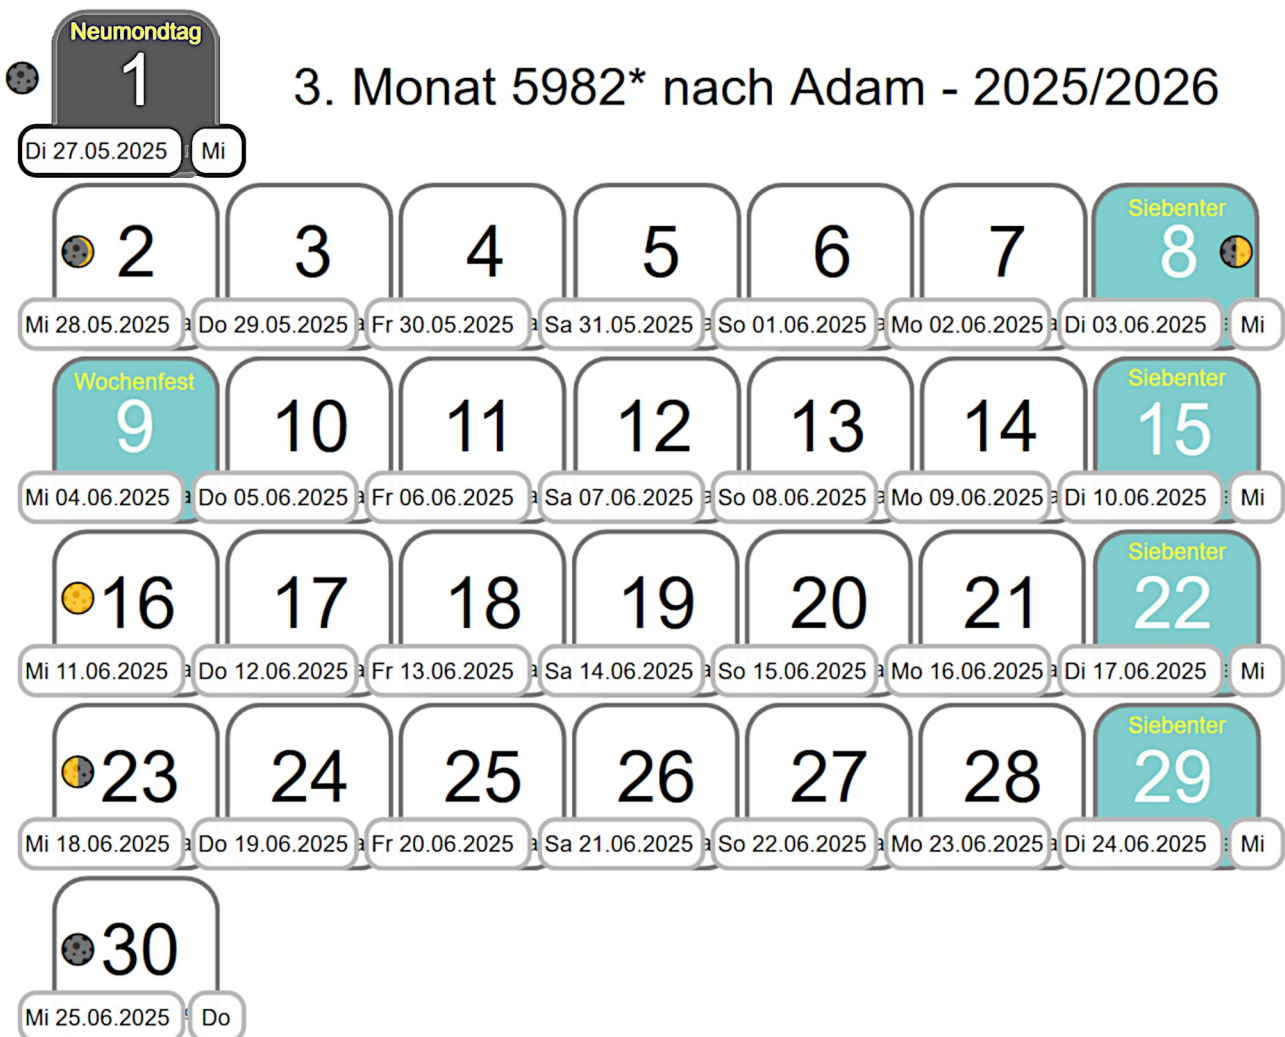 Neumondtag
1
3. Monat 5982* nach Adam - 2025/2026
Di 27.05.2025 Mi
Siebenter
2 3 4 5 6 7 8
Mi 28.05.2025 Do 29.05.2025 Fr 30.05.2025 Sa 31.05.2025 So 01.06.2025 Mo 02.06.2025 Di 03.06.2025 Mi
Wochenfest Siebenter
9 10 11 12 13 14 15
Mi 04.06.2025 Do 05.06.2025 Fr 06.06.2025 Sa 07.06.2025 So 08.06.2025 Mo 09.06.2025 Di 10.06.2025 Mi
Siebenter
16 17 18 19 20 21 22
Mi 11.06.2025 Do 12.06.2025 Fr 13.06.2025 Sa 14.06.2025 So 15.06.2025 Mo 16.06.2025 Di 17.06.2025 Mi
Siebenter
23 24 25 26 27 28 29
Mi 18.06.2025 Do 19.06.2025 Fr 20.06.2025 Sa 21.06.2025 So 22.06.2025 Mo 23.06.2025 Di 24.06.2025 Mi
30
Mi 25.06.2025 Do